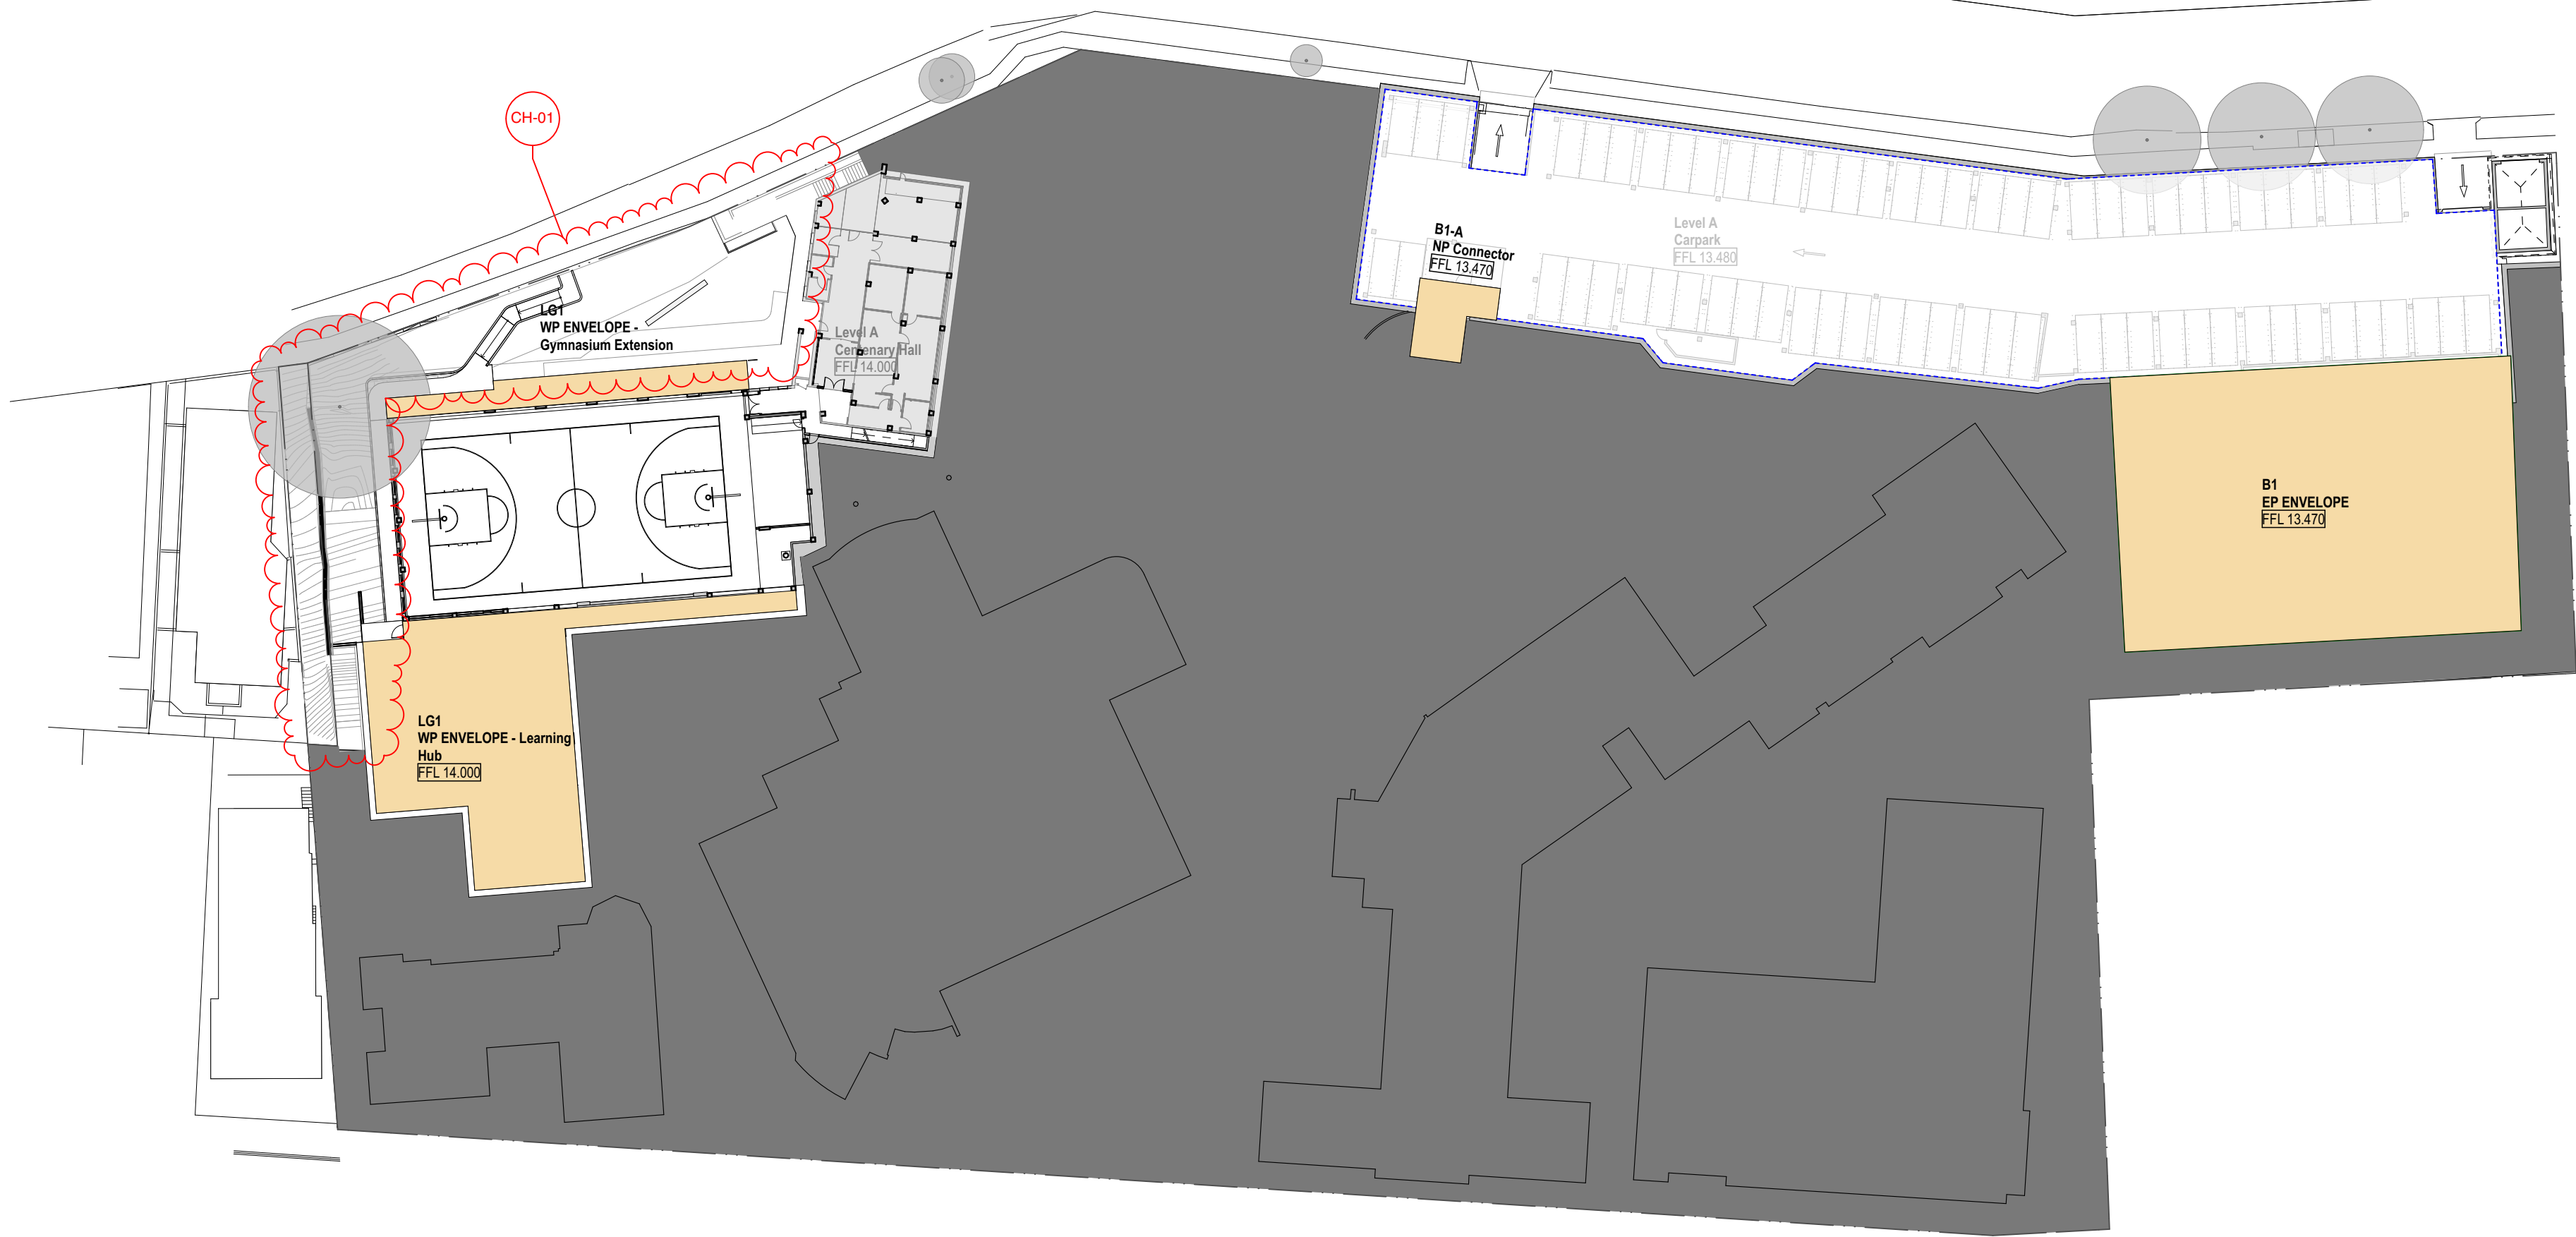 CH-01
LG1
WP ENVELOPE -
Gymnasium Extension
Level A
Centenary Hall
FFL 14.000
B1-A
NP Connector
FFL 13.470
Level A
Carpark
FFL 13.480
B1
EP ENVELOPE
FFL 13.470
LG1
WP ENVELOPE - Learning
Hub
FFL 14.000